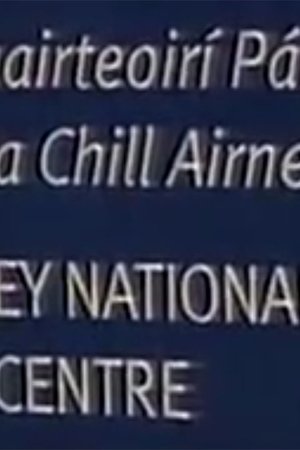 airteoirí Pá
a Chill Airne
EY NATIONA
CENTRE